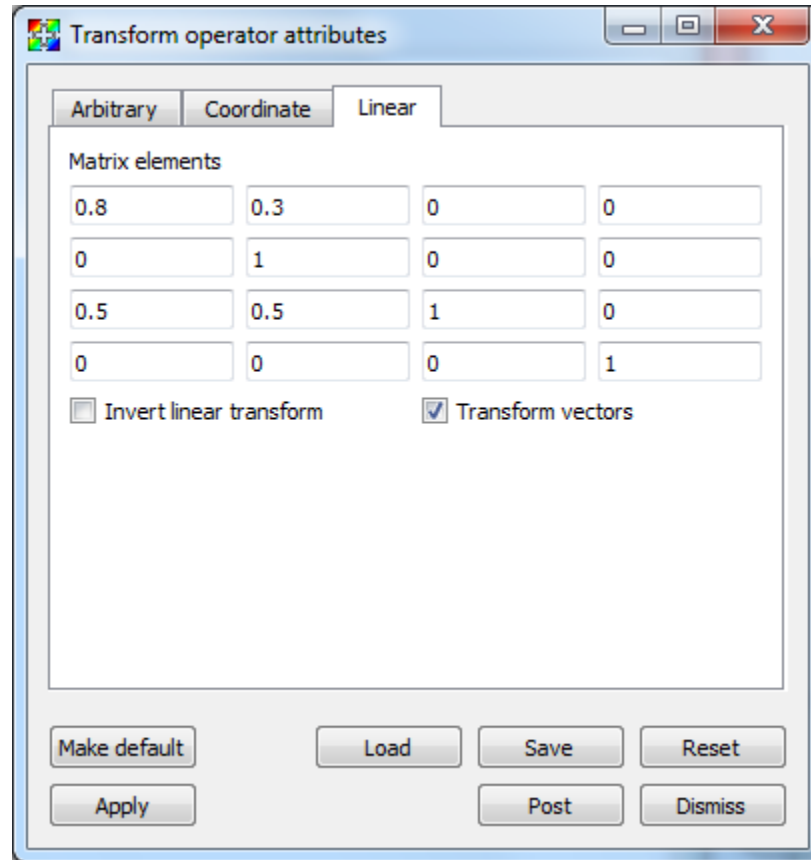 Transform operator attributes
Arbitrary Coordinate Linear
Matrix elements
0.8 0.3 0 0
0 1 0 0
0.5 0.5 1 0
0 0 0 1
Invert linear transform Transform vectors
Make default Load Save Reset
Apply Post Dismiss